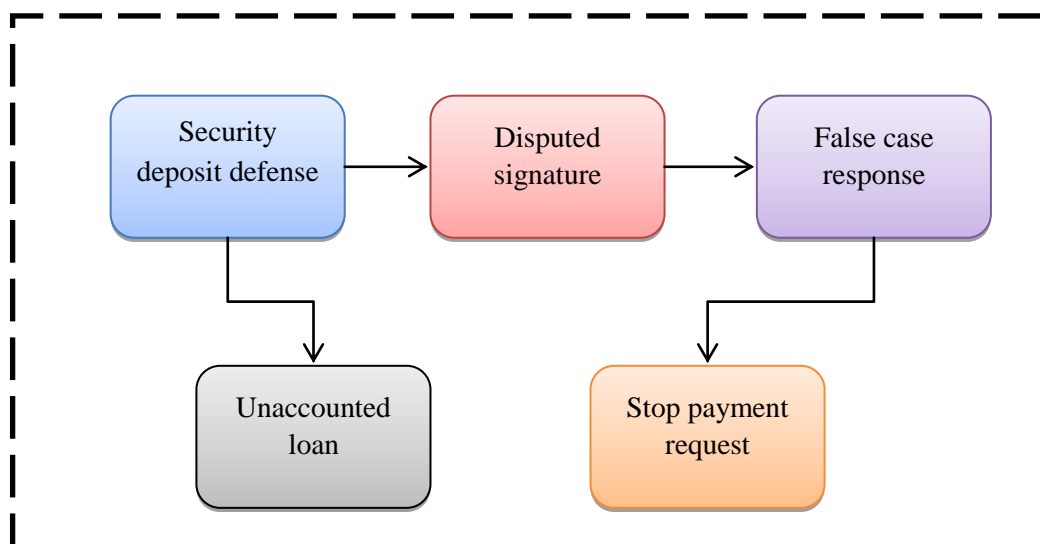 Security
deposit defense
Disputed
signature
False case
response
Unaccounted
loan
Stop payment
request